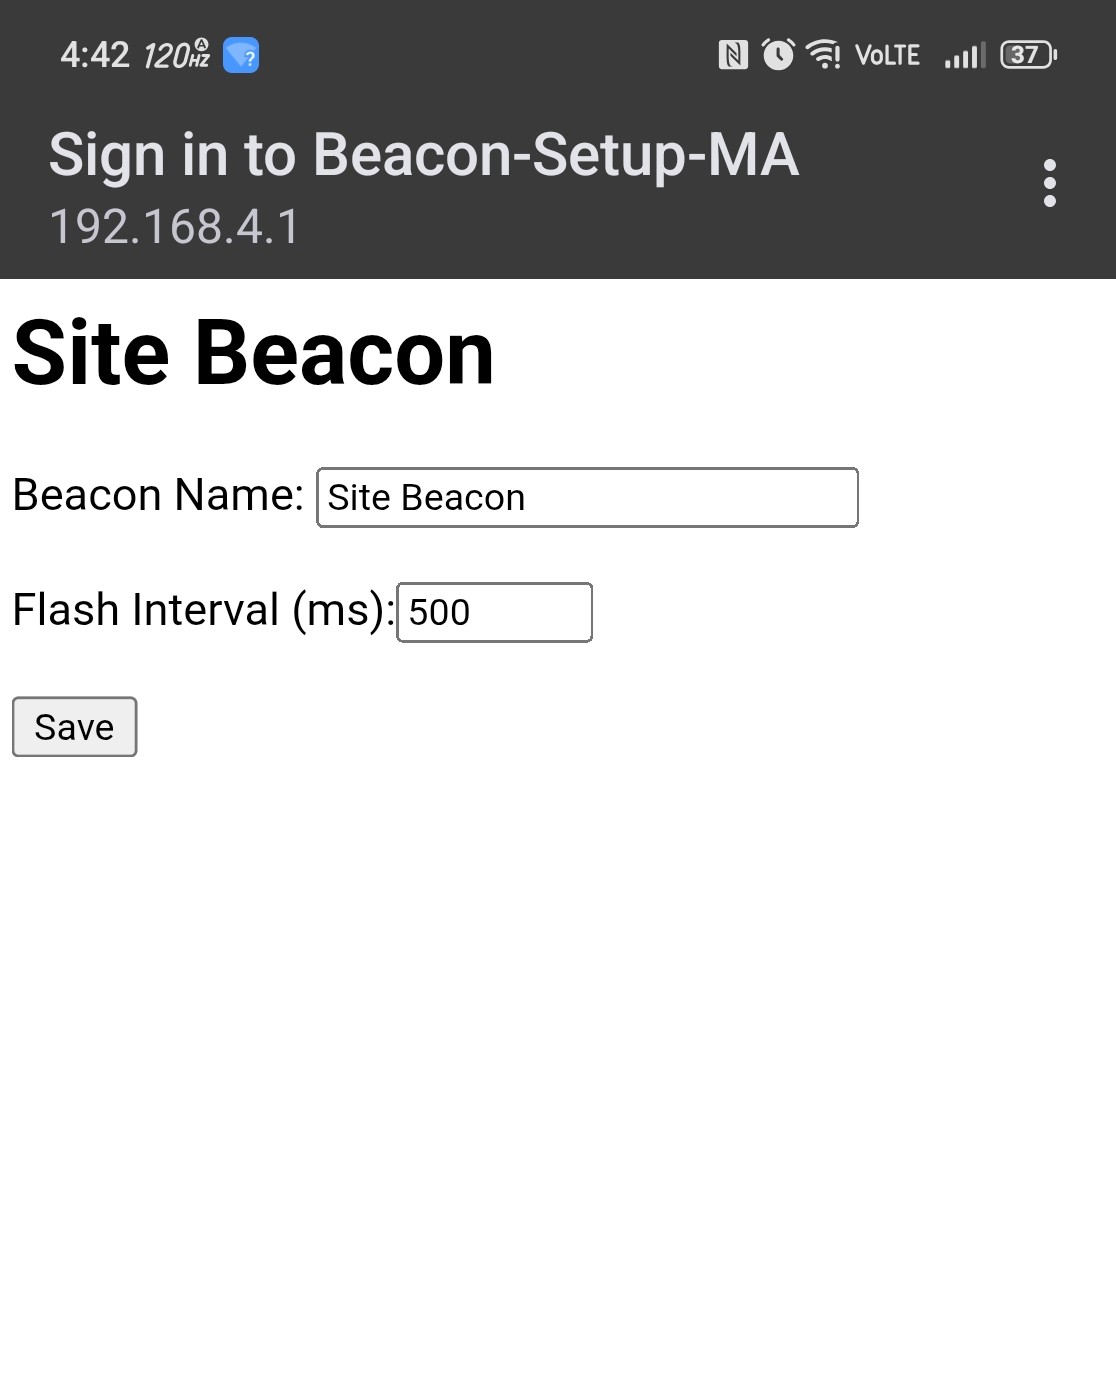 4:42 120HZ A ? N VoLTE 37
Sign in to Beacon-Setup-MA
192.168.4.1
Site Beacon
Beacon Name: Site Beacon
Flash Interval (ms): 500
Save